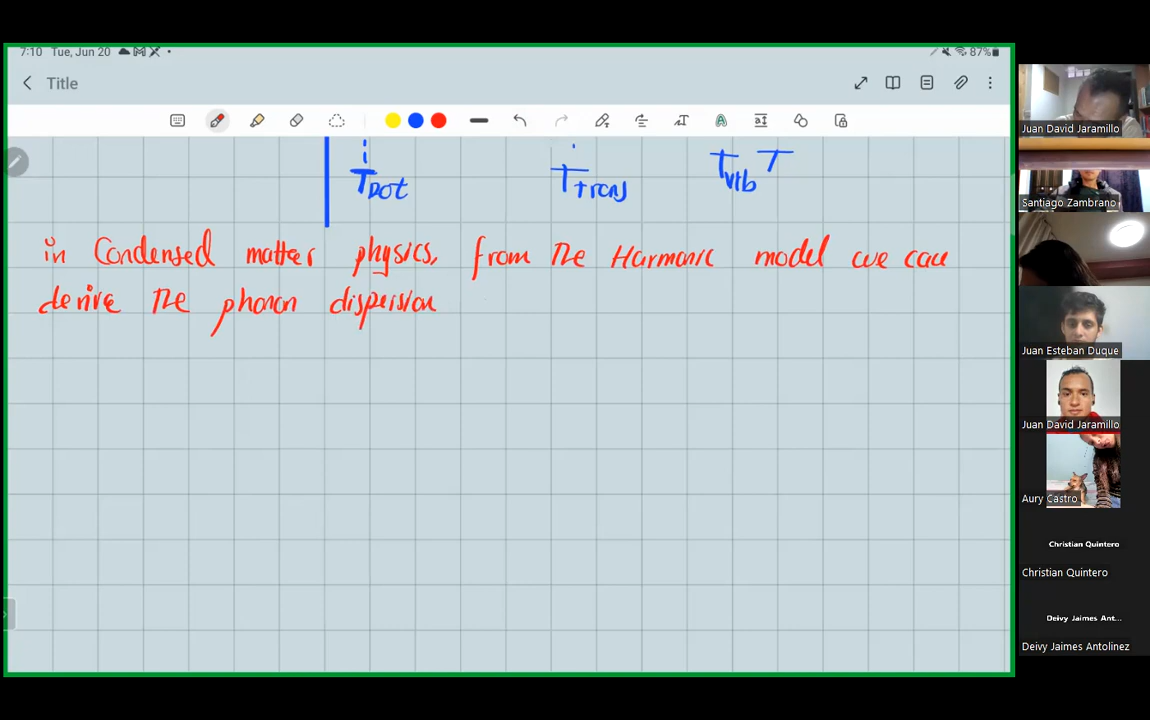 7:10 Tue, Jun 20
87%
Title
T_Rot T_Trans T_vib T
in Condensed matter physics, from The Harmonic model we can
derive The phonon dispersion
Juan David Jaramillo
Santiago Zambrano
Juan Esteban Duque
Juan David Jaramillo
Aury Castro
Christian Quintero
Christian Quintero
Deivy Jaimes Ant...
Deivy Jaimes Antolinez